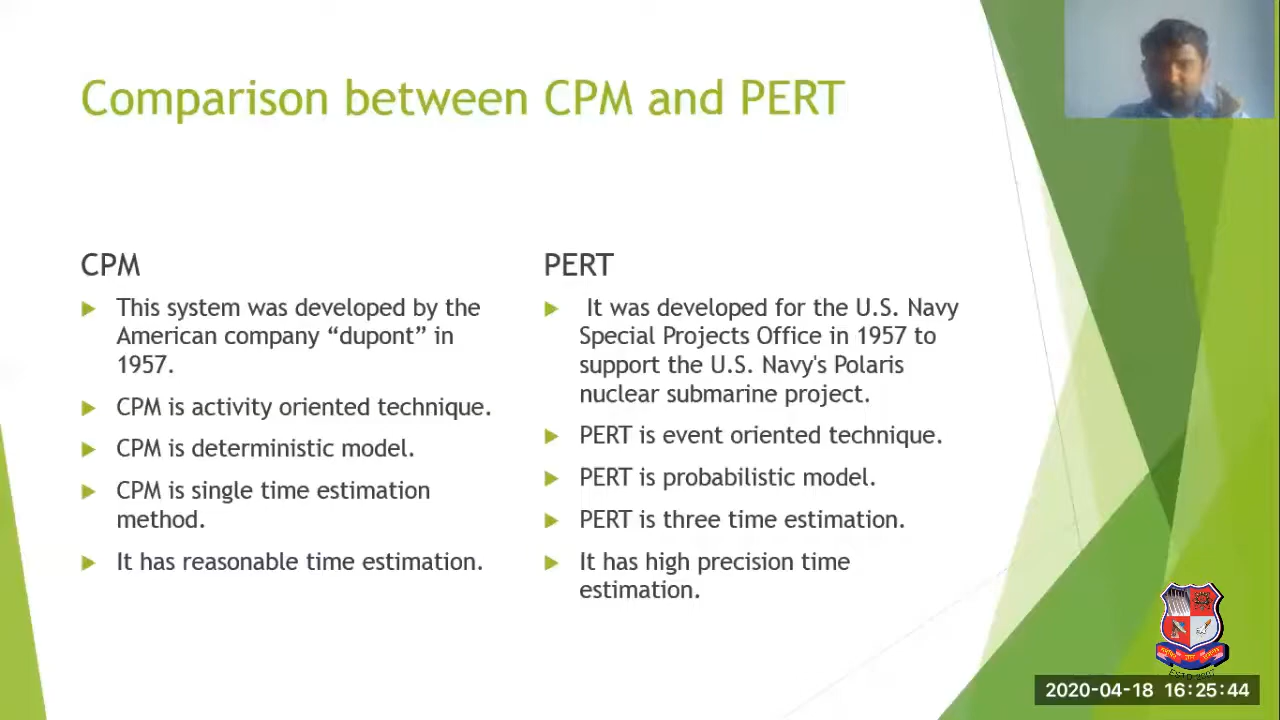 Comparison between CPM and PERT
CPM
This system was developed by the
American company “dupont” in
1957.
CPM is activity oriented technique.
CPM is deterministic model.
CPM is single time estimation
method.
It has reasonable time estimation.
PERT
It was developed for the U.S. Navy
Special Projects Office in 1957 to
support the U.S. Navy's Polaris
nuclear submarine project.
PERT is event oriented technique.
PERT is probabilistic model.
PERT is three time estimation.
It has high precision time
estimation.
ESTD 2007
2020-04-18 16:25:44